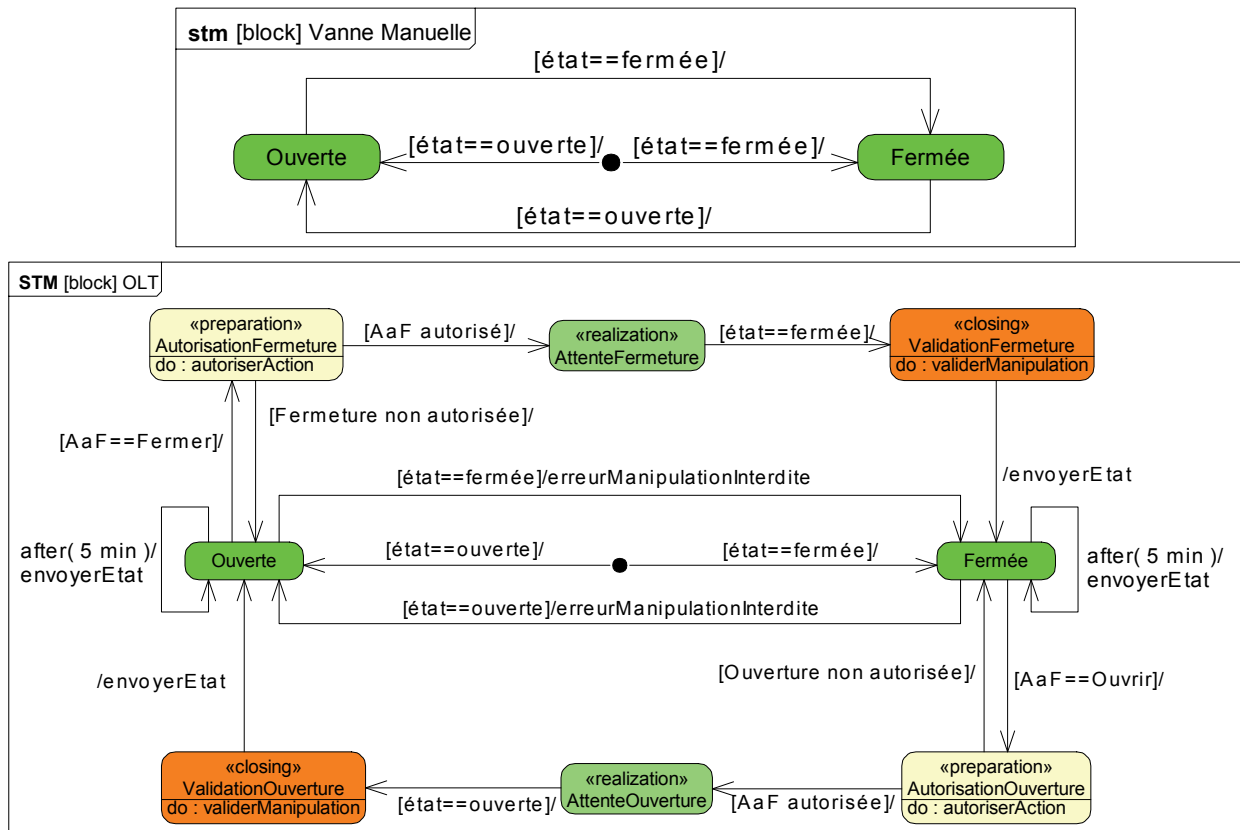 stm [block] Vanne Manuelle
[état==fermée]/
[état==ouverte]/
[état==fermée]/
Ouverte
Fermée
[état==ouverte]/
STM [block] OLT
«preparation»
AutorisationFermeture
do : autoriserAction
[AaF autorisé]/
«realization»
AttenteFermeture
[état==fermée]/
«closing»
ValidationFermeture
do : validerManipulation
[AaF==Fermer]/
[Fermeture non autorisée]/
[état==fermée]/erreurManipulationInterdite
/envoyerEtat
after( 5 min )/
envoyerEtat
Ouverte
[état==ouverte]/
[état==fermée]/
Fermée
after( 5 min )/
envoyerEtat
[état==ouverte]/erreurManipulationInterdite
/envoyerEtat
[Ouverture non autorisée]/
[AaF==Ouvrir]/
«closing»
ValidationOuverture
do : validerManipulation
[état==ouverte]/
«realization»
AttenteOuverture
[AaF autorisée]/
«preparation»
AutorisationOuverture
do : autoriserAction